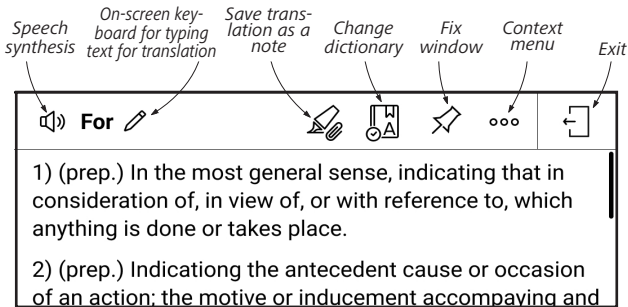 Speech
synthesis
On-screen key-
board for typing
text for translation
Save trans-
lation as a
note
Change
dictionary
Fix
window
Context
menu
Exit
For
A
1) (prep.) In the most general sense, indicating that in
consideration of, in view of, or with reference to, which
anything is done or takes place.
2) (prep.) Indicationg the antecedent cause or occasion
of an action; the motive or inducement accompanying and